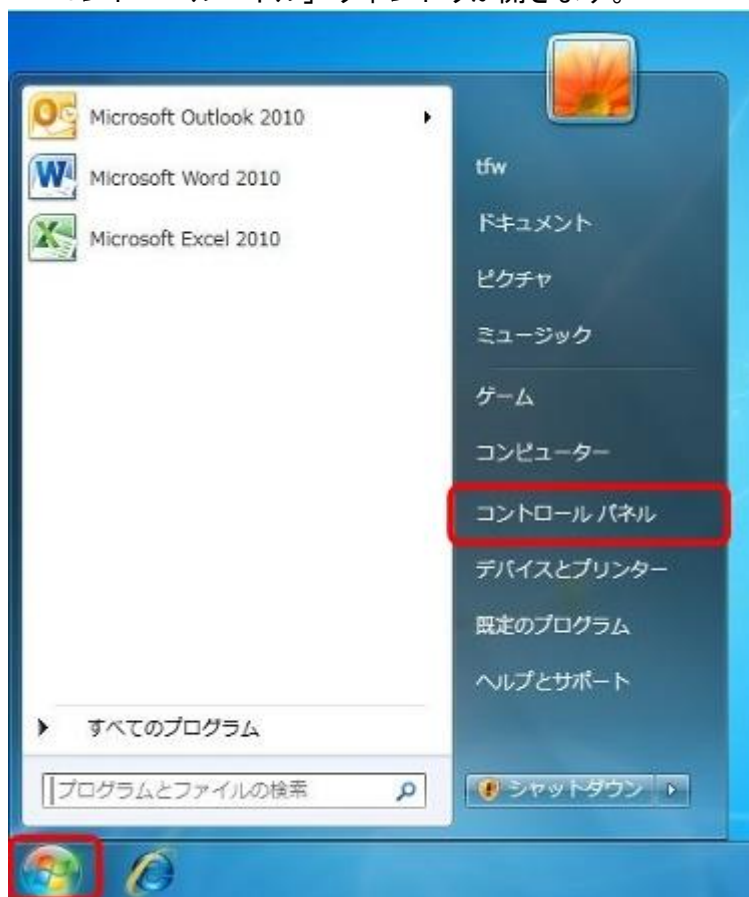 Microsoft Outlook 2010
Microsoft Word 2010
Microsoft Excel 2010
すべてのプログラム
プログラムとファイルの検索
tfw
ドキュメント
ピクチャ
ミュージック
ゲーム
コンピューター
コントロール パネル
デバイスとプリンター
既定のプログラム
ヘルプとサポート
シャットダウン